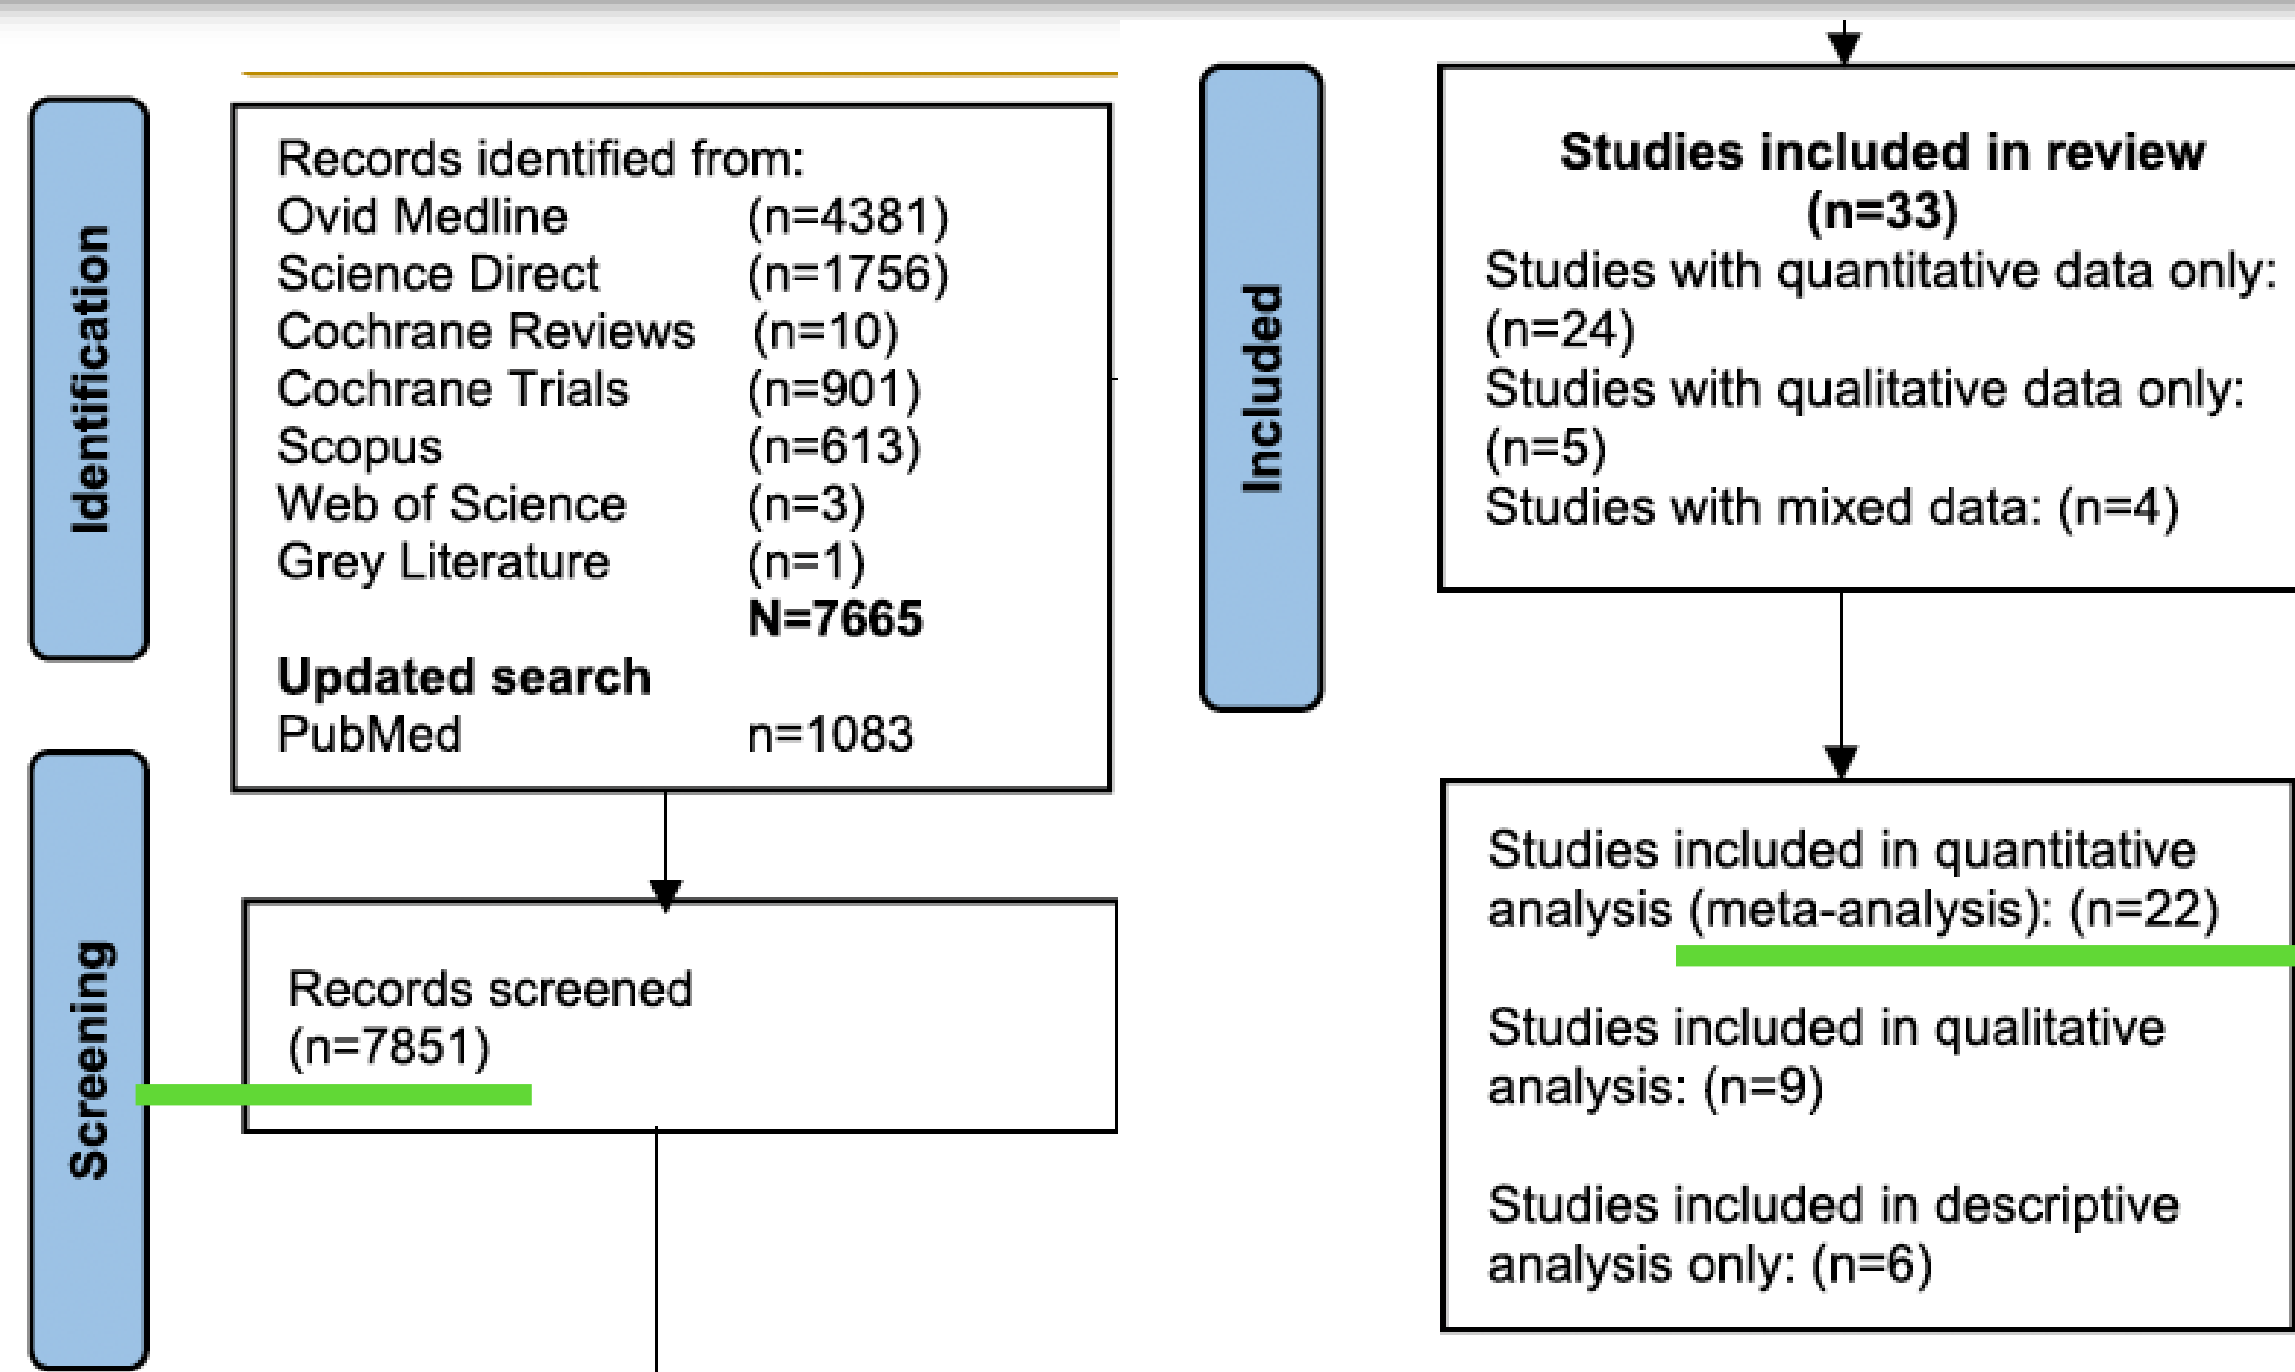 Identification
Records identified from:
Ovid Medline (n=4381)
Science Direct (n=1756)
Cochrane Reviews (n=10)
Cochrane Trials (n=901)
Scopus (n=613)
Web of Science (n=3)
Grey Literature (n=1)
N=7665
Updated search
PubMed n=1083
Screening
Records screened
(n=7851)
Included
Studies included in review
(n=33)
Studies with quantitative data only:
(n=24)
Studies with qualitative data only:
(n=5)
Studies with mixed data: (n=4)
Studies included in quantitative
analysis (meta-analysis): (n=22)
Studies included in qualitative
analysis: (n=9)
Studies included in descriptive
analysis only: (n=6)